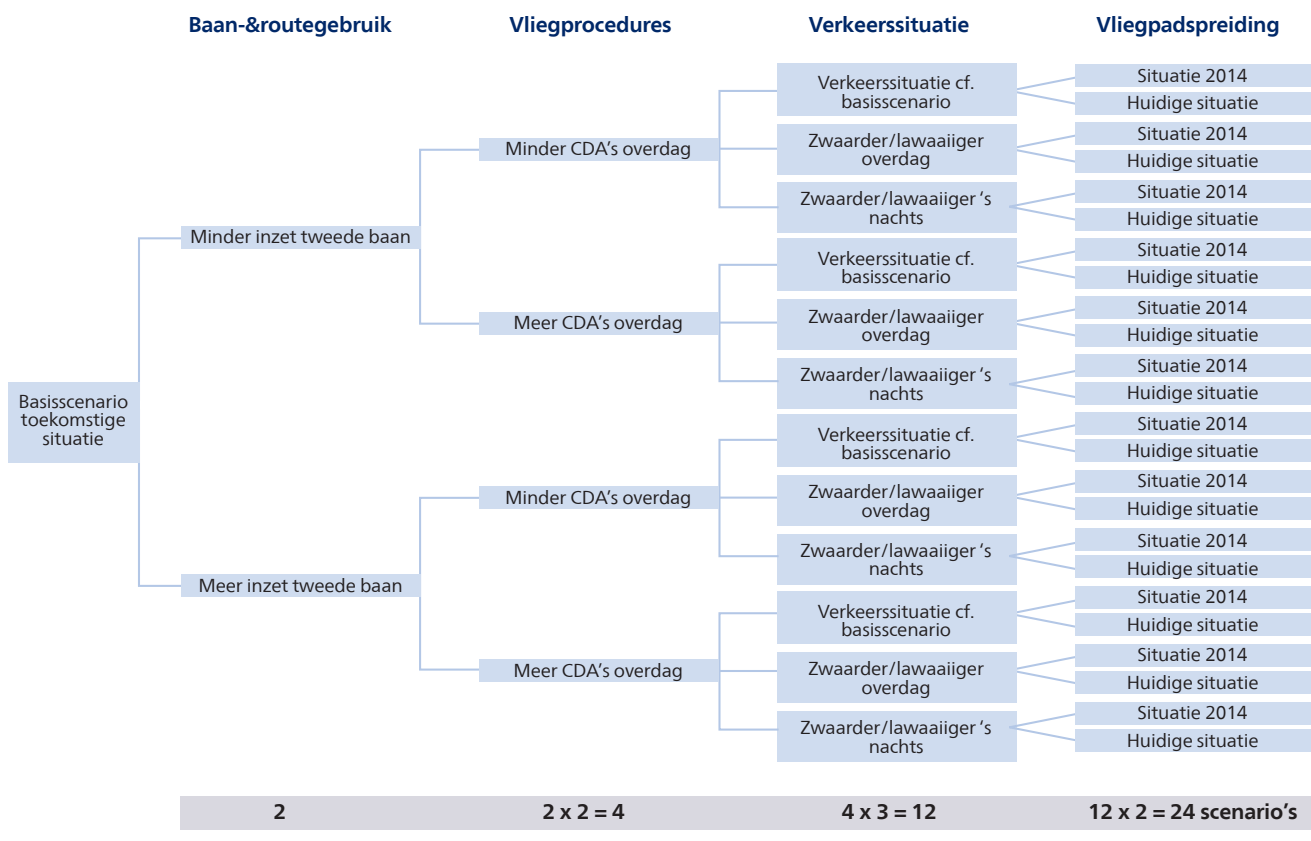 Baan-&routegebruik
Vliegprocedures
Verkeerssituatie
Vliegpadspreiding
Basisscenario
toekomstige
situatie
Minder inzet tweede baan
Minder CDA's overdag
Verkeerssituatie cf.
basisscenario
Situatie 2014
Huidige situatie
Zwaarder/lawaaiiger
overdag
Situatie 2014
Huidige situatie
Zwaarder/lawaaiiger 's
nachts
Situatie 2014
Huidige situatie
Meer CDA's overdag
Verkeerssituatie cf.
basisscenario
Situatie 2014
Huidige situatie
Zwaarder/lawaaiiger
overdag
Situatie 2014
Huidige situatie
Zwaarder/lawaaiiger 's
nachts
Situatie 2014
Huidige situatie
Meer inzet tweede baan
Minder CDA's overdag
Verkeerssituatie cf.
basisscenario
Situatie 2014
Huidige situatie
Zwaarder/lawaaiiger
overdag
Situatie 2014
Huidige situatie
Zwaarder/lawaaiiger 's
nachts
Situatie 2014
Huidige situatie
Meer CDA's overdag
Verkeerssituatie cf.
basisscenario
Situatie 2014
Huidige situatie
Zwaarder/lawaaiiger
overdag
Situatie 2014
Huidige situatie
Zwaarder/lawaaiiger 's
nachts
Situatie 2014
Huidige situatie
2
2 x 2 = 4
4 x 3 = 12
12 x 2 = 24 scenario's